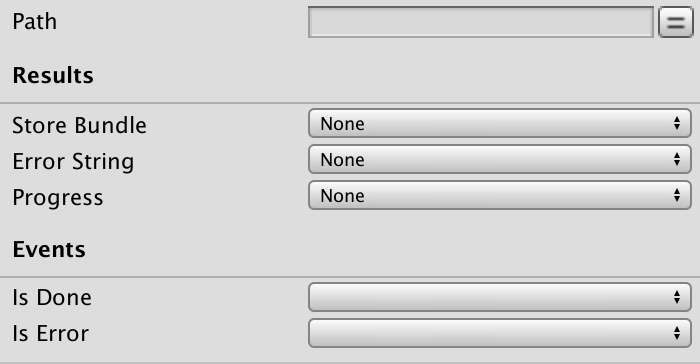 Path =
Results
Store Bundle None
Error String None
Progress None
Events
Is Done
Is Error